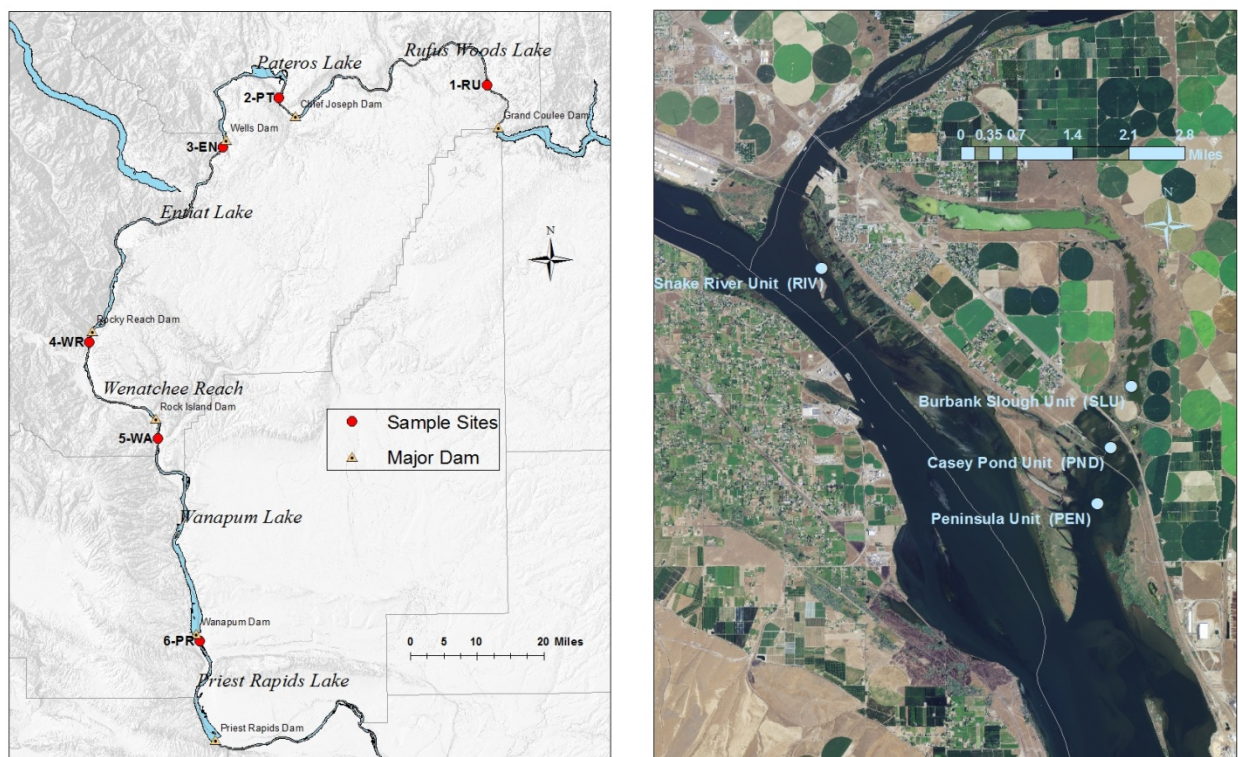 Rufus Woods Lake
Pateros Lake
1-RU
2-PT
Chief Joseph Dam
Grand Coulee Dam
Wells Dam
3-EN
Entiat Lake
N
Rocky Reach Dam
4-WR
Wenatchee Reach
Rock Island Dam
5-WA
Sample Sites
Major Dam
Wanapum Lake
Wanapum Dam
6-PR
0 5 10 20 Miles
Priest Rapids Lake
Priest Rapids Dam
0 0.35 0.7 1.4 2.1 2.8
Miles
N
Snake River Unit (RIV)
Burbank Slough Unit (SLU)
Casey Pond Unit (PND)
Peninsula Unit (PEN)